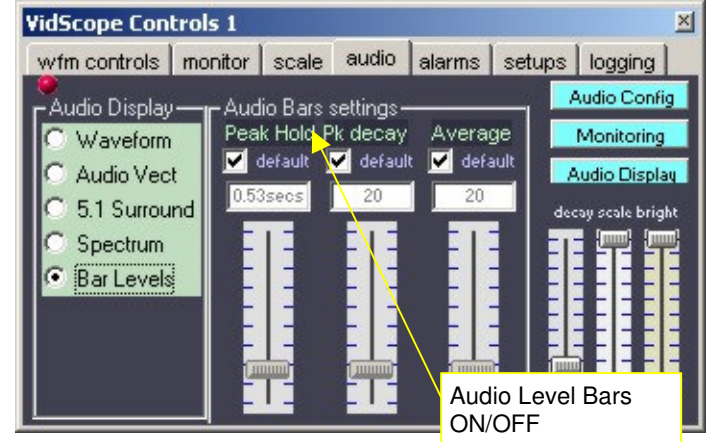 VidScope Controls 1
wfm controls monitor scale audio alarms setups logging
Audio Display
Waveform
Audio Vect
5.1 Surround
Spectrum
Bar Levels
Audio Bars settings
Peak Hold Pk decay Average
default default default
0.53secs 20 20
Audio Config
Monitoring
Audio Display
decay scale bright
Audio Level Bars
ON/OFF